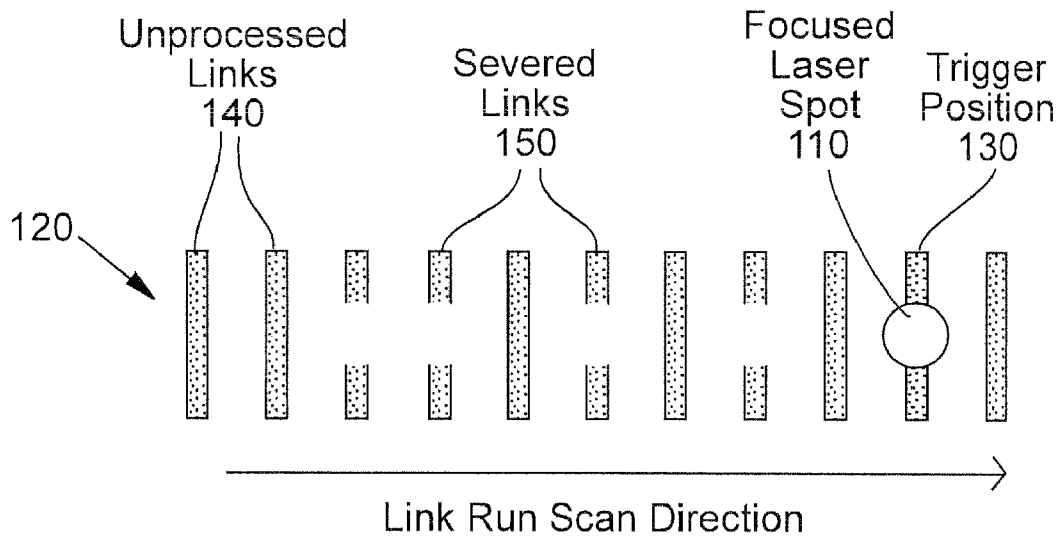 Unprocessed
Links
140
Severed
Links
150
Focused
Laser
Spot
110
Trigger
Position
130
120
Link Run Scan Direction